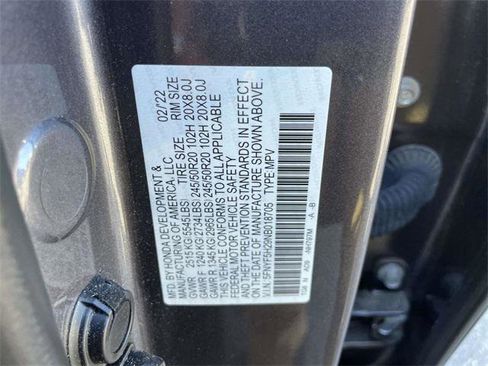 MFD. BY HONDA DEVELOPMENT &
MANUFACTURING OF AMERICA, LLC 02/'22
TIRE SIZE RIM SIZE
GVWR 2515 KG(5545LBS)
GAWR F 1240 KG(2734LBS)245/50R20 102H 20X8.0J
GAWR R 1345 KG(2965LBS)245/50R20 102H 20X8.0J
THIS VEHICLE CONFORMS TO ALL APPLICABLE
FEDERAL MOTOR VEHICLE SAFETY
AND THEFT PREVENTION STANDARDS IN EFFECT
ON THE DATE OF MANUFACTURE SHOWN ABOVE.
V.I.N.: TYPE: MPV
-A -B